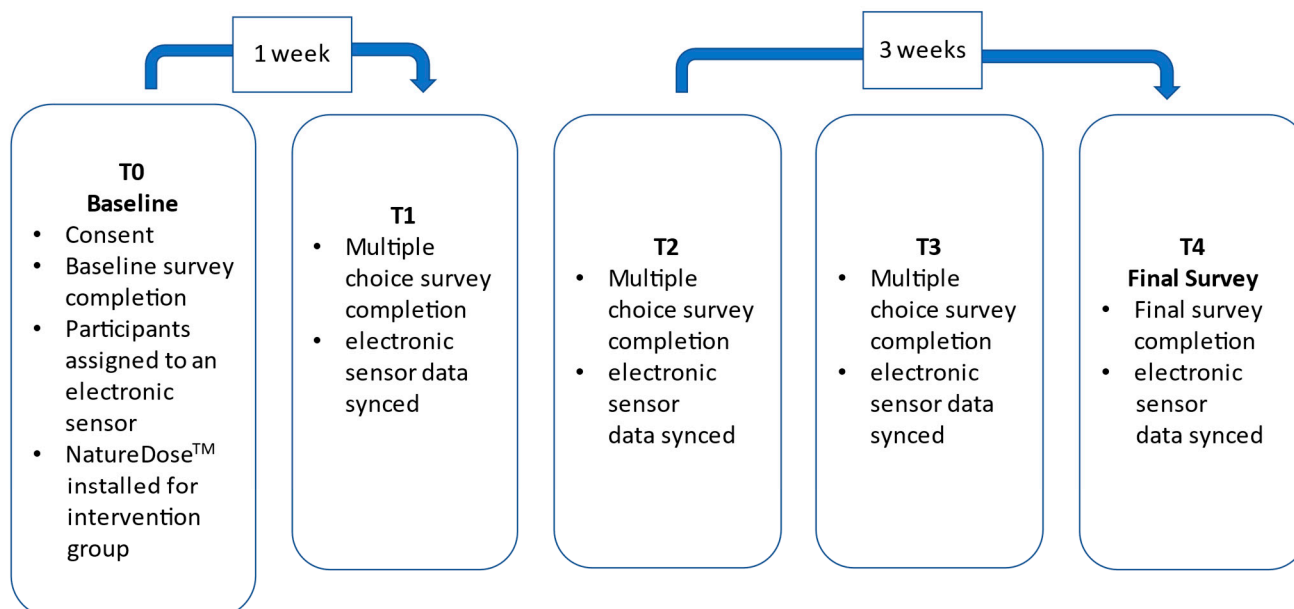 1 week
3 weeks
T0
Baseline
• Consent
• Baseline survey
completion
• Participants
assigned to an
electronic
sensor
• NatureDose™
installed for
intervention
group
T1
• Multiple
choice survey
completion
• electronic
sensor data
synced
T2
• Multiple
choice survey
completion
• electronic
sensor
data synced
T3
• Multiple
choice survey
completion
• electronic
sensor data
synced
T4
Final Survey
• Final survey
completion
• electronic
sensor
data synced